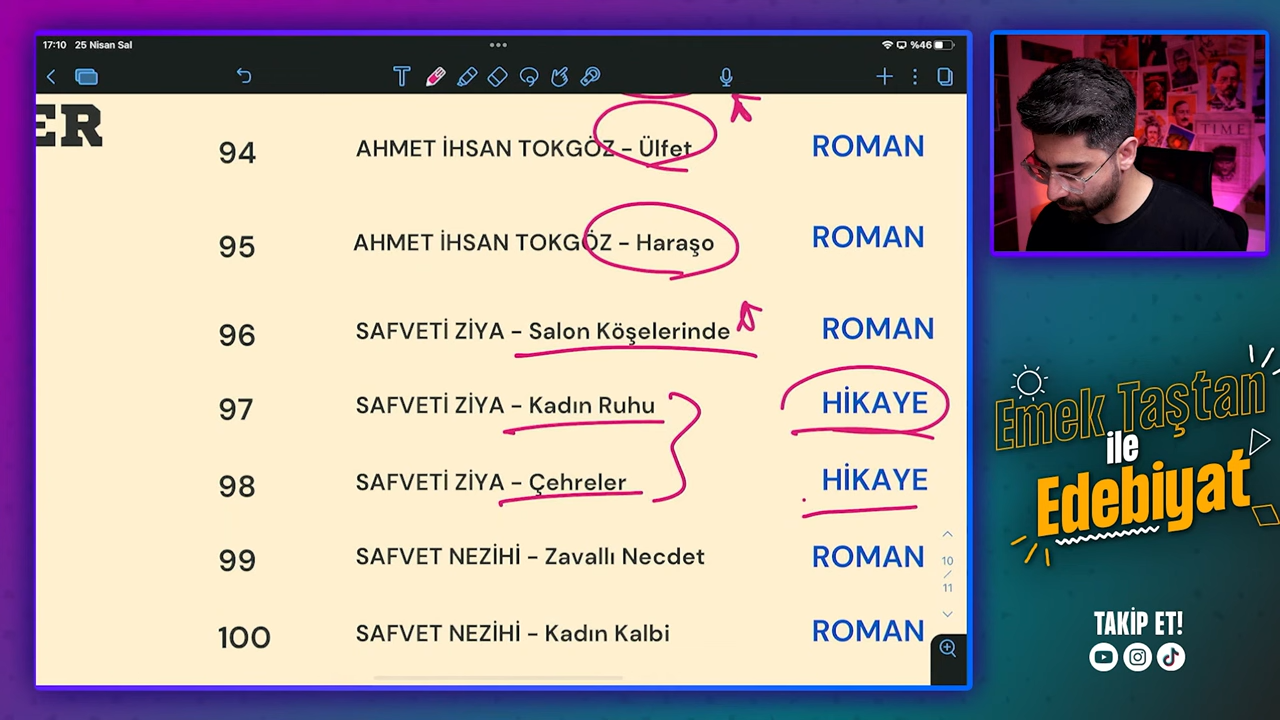 17:10 25 Nisan Sal
%46
ER
94 AHMET İHSAN TOKGÖZ - Ülfet ROMAN
95 AHMET İHSAN TOKGÖZ - Haraşo ROMAN
96 SAFVETİ ZİYA - Salon Köşelerinde ROMAN
97 SAFVETİ ZİYA - Kadın Ruhu HİKAYE
98 SAFVETİ ZİYA - Çehreler HİKAYE
99 SAFVET NEZİHİ - Zavallı Necdet ROMAN
100 SAFVET NEZİHİ - Kadın Kalbi ROMAN
10
/
11
TIME
Emek Taştan
ile
Edebiyat
TAKİP ET!